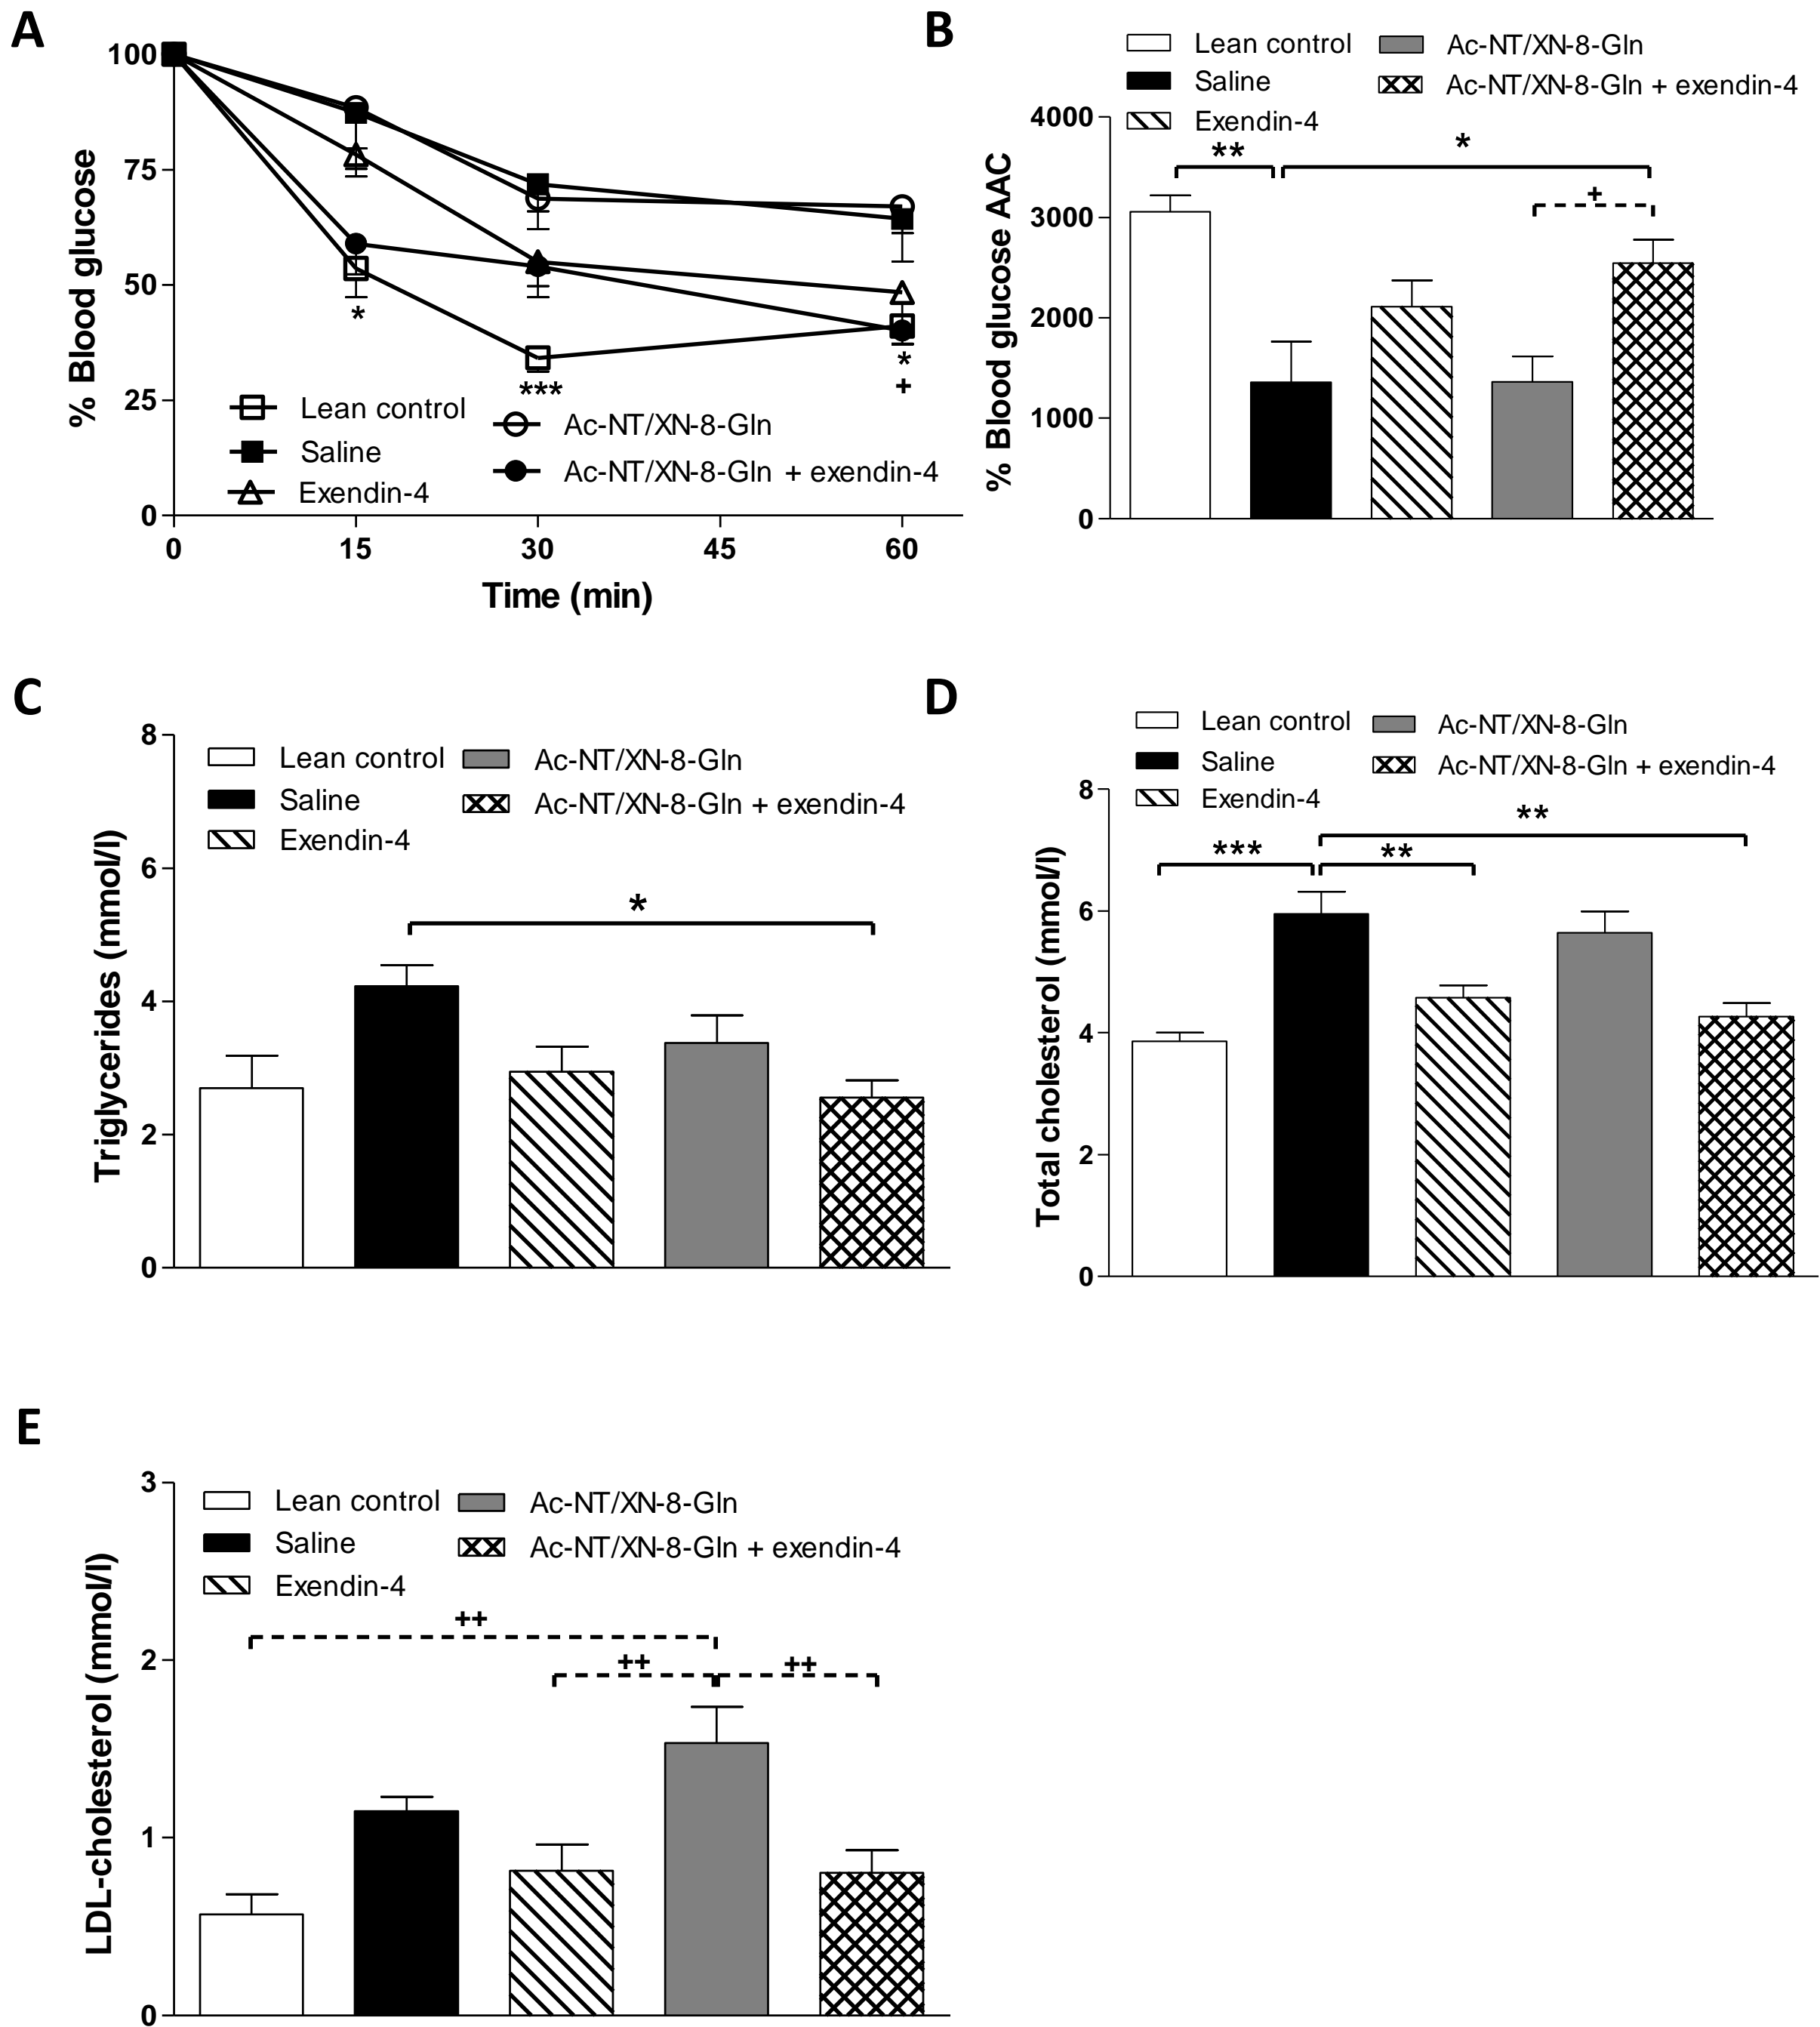 A
% Blood glucose
100
75
50
25
0
*
***
*
+
Lean control
Saline
Exendin-4
Ac-NT/XN-8-Gln
Ac-NT/XN-8-Gln + exendin-4
0 15 30 45 60
Time (min)
B
Lean control
Saline
Exendin-4
Ac-NT/XN-8-Gln
Ac-NT/XN-8-Gln + exendin-4
% Blood glucose AAC
4000
3000
2000
1000
0
**
*
+
C
Triglycerides (mmol/l)
8
6
4
2
0
Lean control
Saline
Exendin-4
Ac-NT/XN-8-Gln
Ac-NT/XN-8-Gln + exendin-4
*
D
Lean control
Saline
Exendin-4
Ac-NT/XN-8-Gln
Ac-NT/XN-8-Gln + exendin-4
Total cholesterol (mmol/l)
8
6
4
2
0
**
***
**
E
LDL-cholesterol (mmol/l)
3
2
1
0
Lean control
Saline
Exendin-4
Ac-NT/XN-8-Gln
Ac-NT/XN-8-Gln + exendin-4
++
++
++